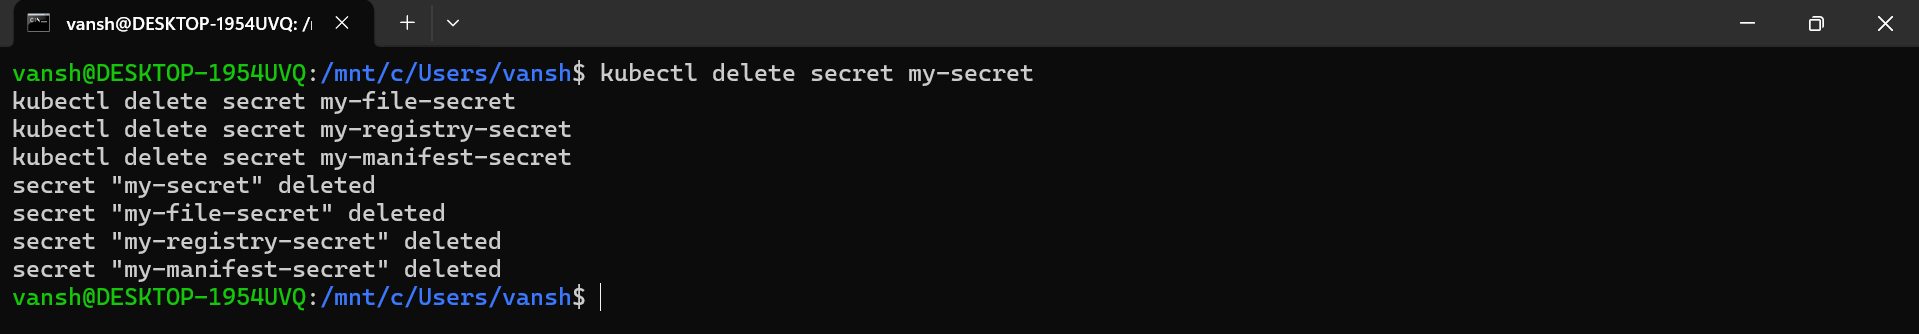 vansh@DESKTOP-1954UVQ: /
vansh@DESKTOP-1954UVQ:/mnt/c/Users/vansh$ kubectl delete secret my-secret
kubectl delete secret my-file-secret
kubectl delete secret my-registry-secret
kubectl delete secret my-manifest-secret
secret "my-secret" deleted
secret "my-file-secret" deleted
secret "my-registry-secret" deleted
secret "my-manifest-secret" deleted
vansh@DESKTOP-1954UVQ:/mnt/c/Users/vansh$